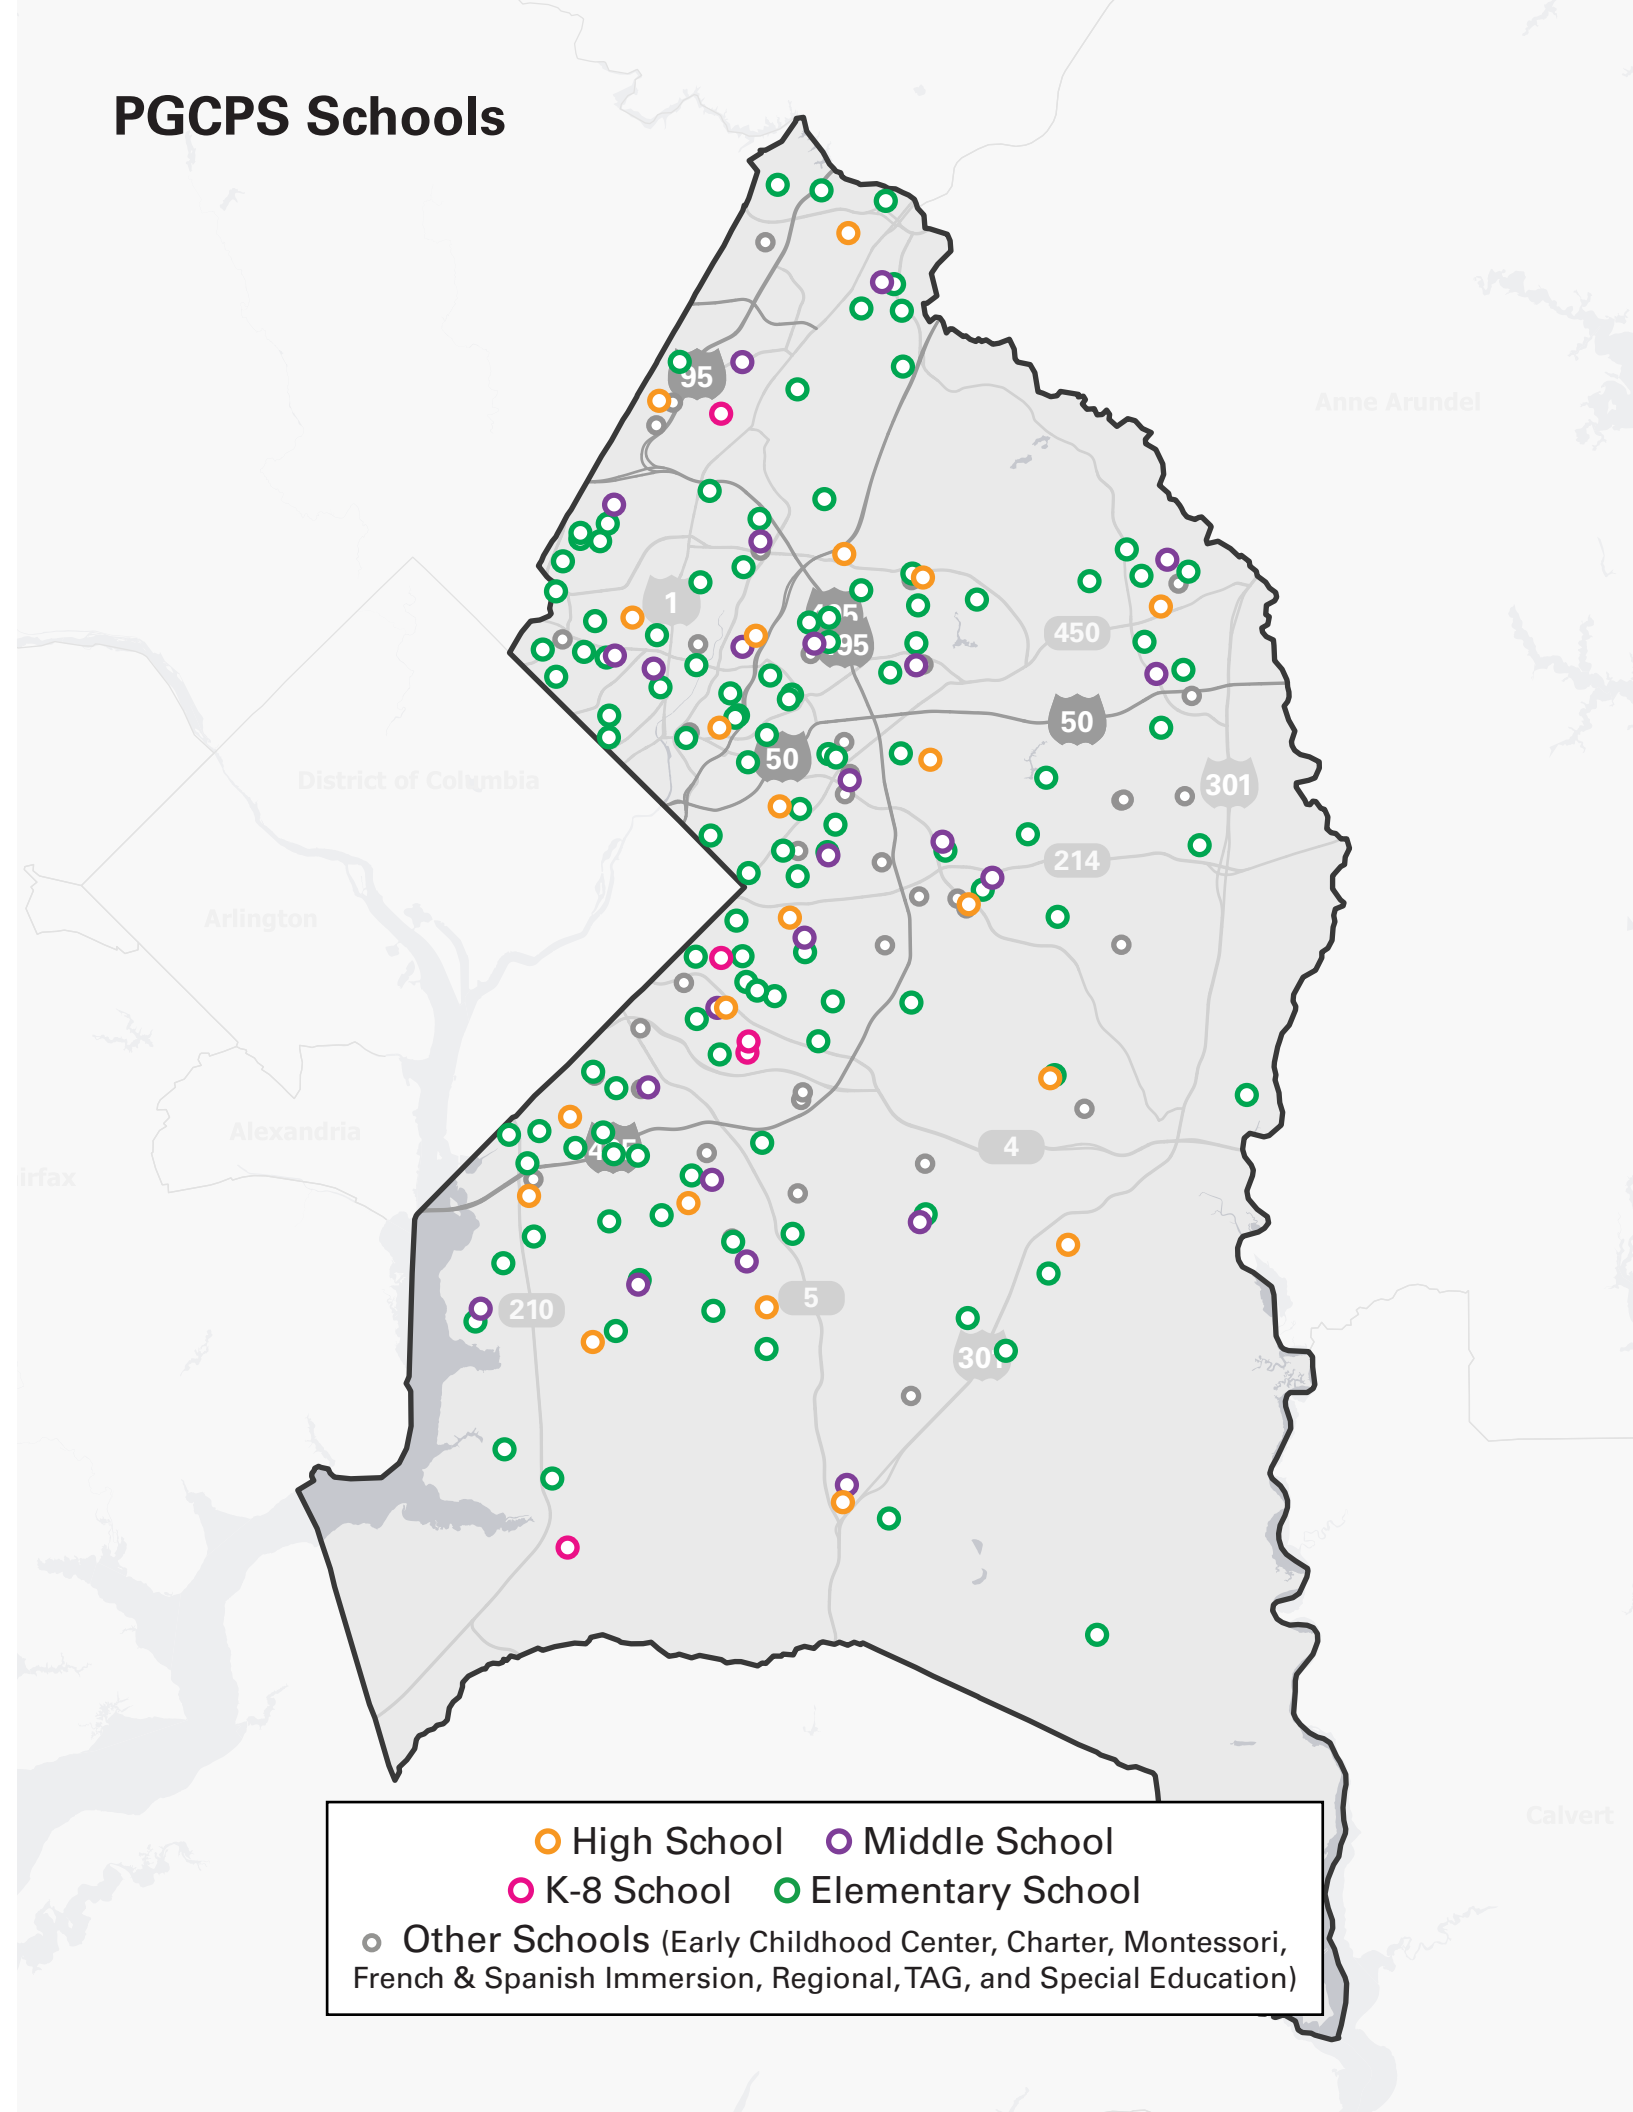 PGCPS Schools
95
Anne Arundel
1
495
95
450
50
50
301
District of Columbia
214
Arlington
Alexandria
4
210
5
301
Calvert
High School Middle School
K-8 School Elementary School
Other Schools (Early Childhood Center, Charter, Montessori,
French & Spanish Immersion, Regional, TAG, and Special Education)